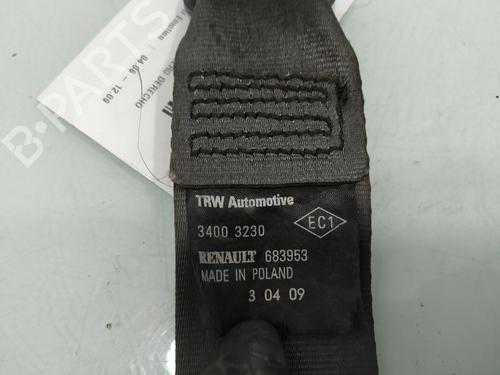 TRW Automotive
3400 3230
EC1
RENAULT 683953
MADE IN POLAND
3 04 09
Emotion
04.06 - 12.09
DERECHO
B-PARTS